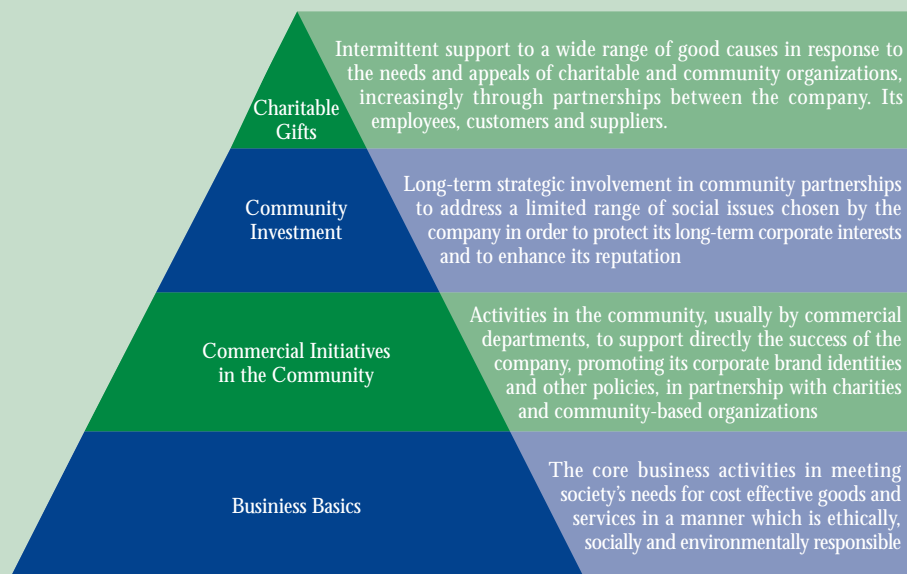 Charitable
Gifts
Intermittent support to a wide range of good causes in response to
the needs and appeals of charitable and community organizations,
increasingly through partnerships between the company. Its
employees, customers and suppliers.
Community
Investment
Long-term strategic involvement in community partnerships
to address a limited range of social issues chosen by the
company in order to protect its long-term corporate interests
and to enhance its reputation
Commercial Initiatives
in the Community
Activities in the community, usually by commercial
departments, to support directly the success of the
company, promoting its corporate brand identities
and other policies, in partnership with charities
and community-based organizations
Businiess Basics
The core business activities in meeting
society's needs for cost effective goods and
services in a manner which is ethically,
socially and environmentally responsible